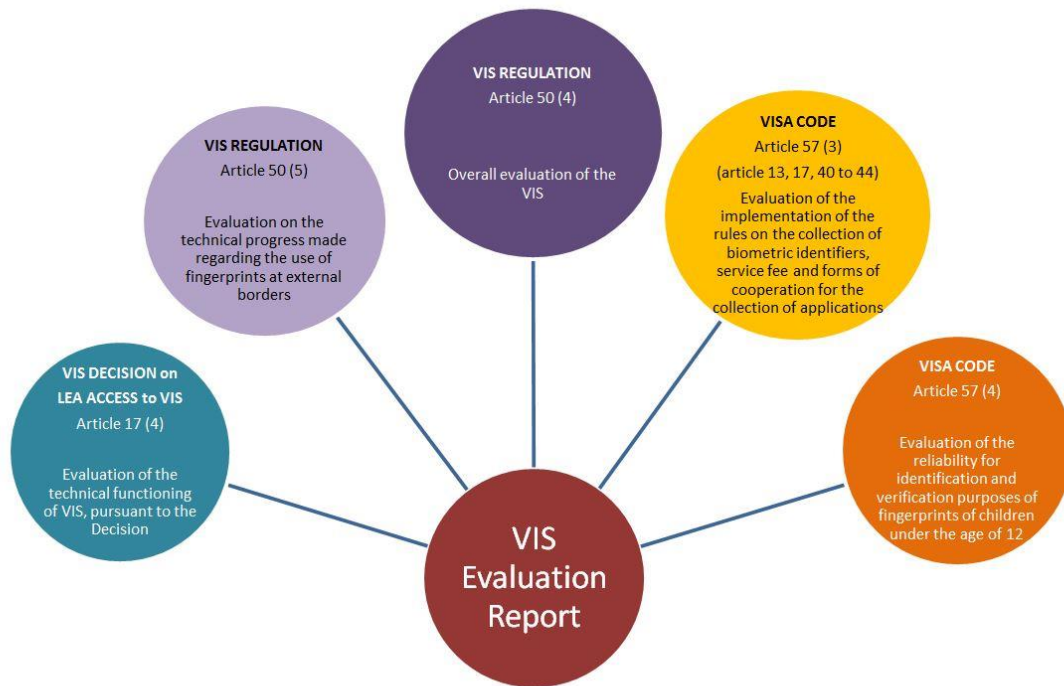 VIS DECISION on
LEA ACCESS to VIS
Article 17 (4)
Evaluation of the
technical functioning
of VIS, pursuant to the
Decision
VIS REGULATION
Article 50 (5)
Evaluation on the
technical progress made
regarding the use of
fingerprints at external
borders
VIS REGULATION
Article 50 (4)
Overall evaluation of the
VIS
VISA CODE
Article 57 (3)
(article 13, 17, 40 to 44)
Evaluation of the
implementation of the
rules on the collection of
biometric identifiers,
service fee and forms of
cooperation for the
collection of applications
VISA CODE
Article 57 (4)
Evaluation of the
reliability for
identification and
verification purposes of
fingerprints of children
under the age of 12
VIS
Evaluation
Report